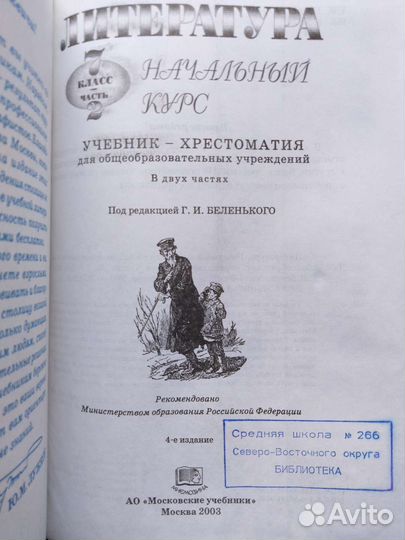 ЛИТЕРАТУРА
7
КЛАСС
ЧАСТЬ
2
НАЧАЛЬНЫЙ
КУРС
УЧЕБНИК – ХРЕСТОМАТИЯ
для общеобразовательных учреждений
В двух частях
Под редакцией Г. И. БЕЛЕНЬКОГО
Рекомендовано
Министерством образования Российской Федерации
4-е издание
Средняя школа № 266
Северо-Восточного округа
БИБЛИОТЕКА
МНЕМОЗИНА
АО «Московские учебники»
Москва 2003
Avito